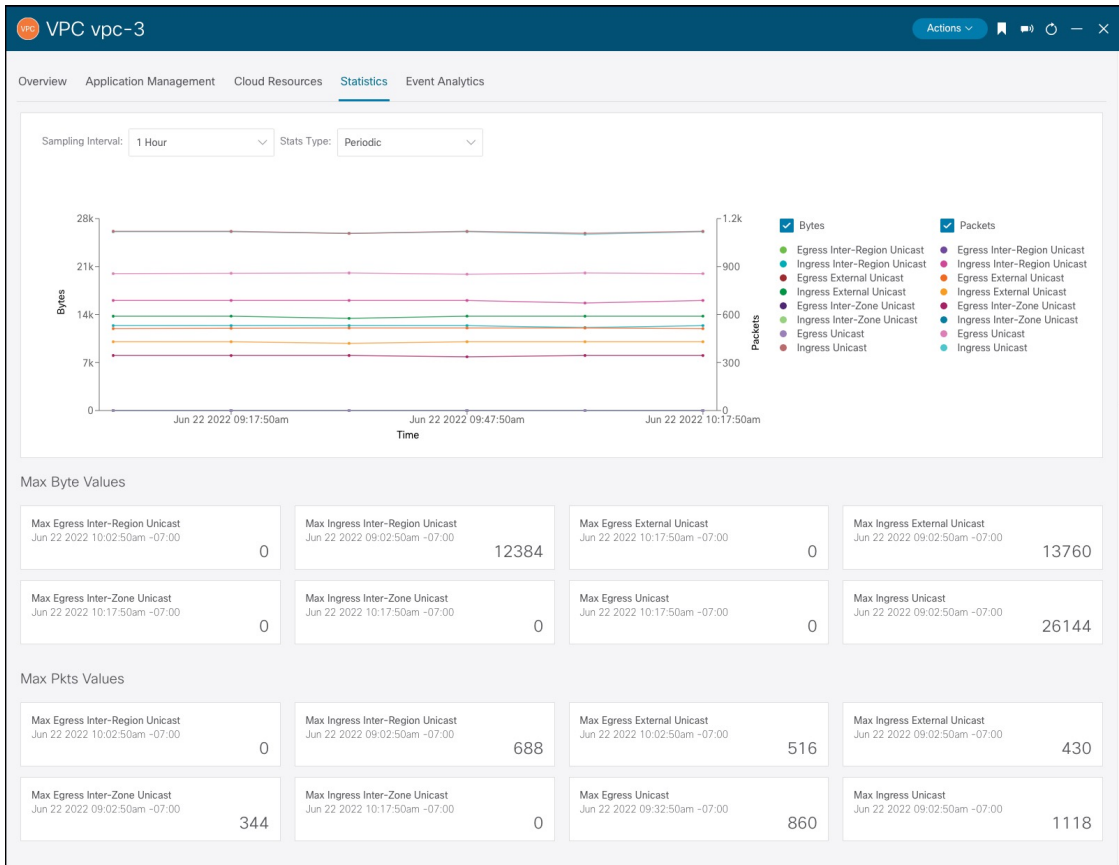 VPC VPC vpc-3 Actions
Overview Application Management Cloud Resources Statistics Event Analytics
Sampling Interval: 1 Hour Stats Type: Periodic
28k 1.2k
21k 900
14k 600
7k 300
0 0
Bytes
Packets
Jun 22 2022 09:17:50am Jun 22 2022 09:47:50am Jun 22 2022 10:17:50am
Time
Bytes Packets
Egress Inter-Region Unicast Egress Inter-Region Unicast
Ingress Inter-Region Unicast Ingress Inter-Region Unicast
Egress External Unicast Egress External Unicast
Ingress External Unicast Ingress External Unicast
Egress Inter-Zone Unicast Egress Inter-Zone Unicast
Ingress Inter-Zone Unicast Ingress Inter-Zone Unicast
Egress Unicast Egress Unicast
Ingress Unicast Ingress Unicast
Max Byte Values
Max Egress Inter-Region Unicast
Jun 22 2022 10:02:50am -07:00
0
Max Ingress Inter-Region Unicast
Jun 22 2022 09:02:50am -07:00
12384
Max Egress External Unicast
Jun 22 2022 10:17:50am -07:00
0
Max Ingress External Unicast
Jun 22 2022 09:02:50am -07:00
13760
Max Egress Inter-Zone Unicast
Jun 22 2022 10:17:50am -07:00
0
Max Ingress Inter-Zone Unicast
Jun 22 2022 10:17:50am -07:00
0
Max Egress Unicast
Jun 22 2022 10:17:50am -07:00
0
Max Ingress Unicast
Jun 22 2022 09:02:50am -07:00
26144
Max Pkts Values
Max Egress Inter-Region Unicast
Jun 22 2022 10:02:50am -07:00
0
Max Ingress Inter-Region Unicast
Jun 22 2022 09:02:50am -07:00
688
Max Egress External Unicast
Jun 22 2022 10:02:50am -07:00
516
Max Ingress External Unicast
Jun 22 2022 09:02:50am -07:00
430
Max Egress Inter-Zone Unicast
Jun 22 2022 09:02:50am -07:00
344
Max Ingress Inter-Zone Unicast
Jun 22 2022 10:17:50am -07:00
0
Max Egress Unicast
Jun 22 2022 09:32:50am -07:00
860
Max Ingress Unicast
Jun 22 2022 09:02:50am -07:00
1118